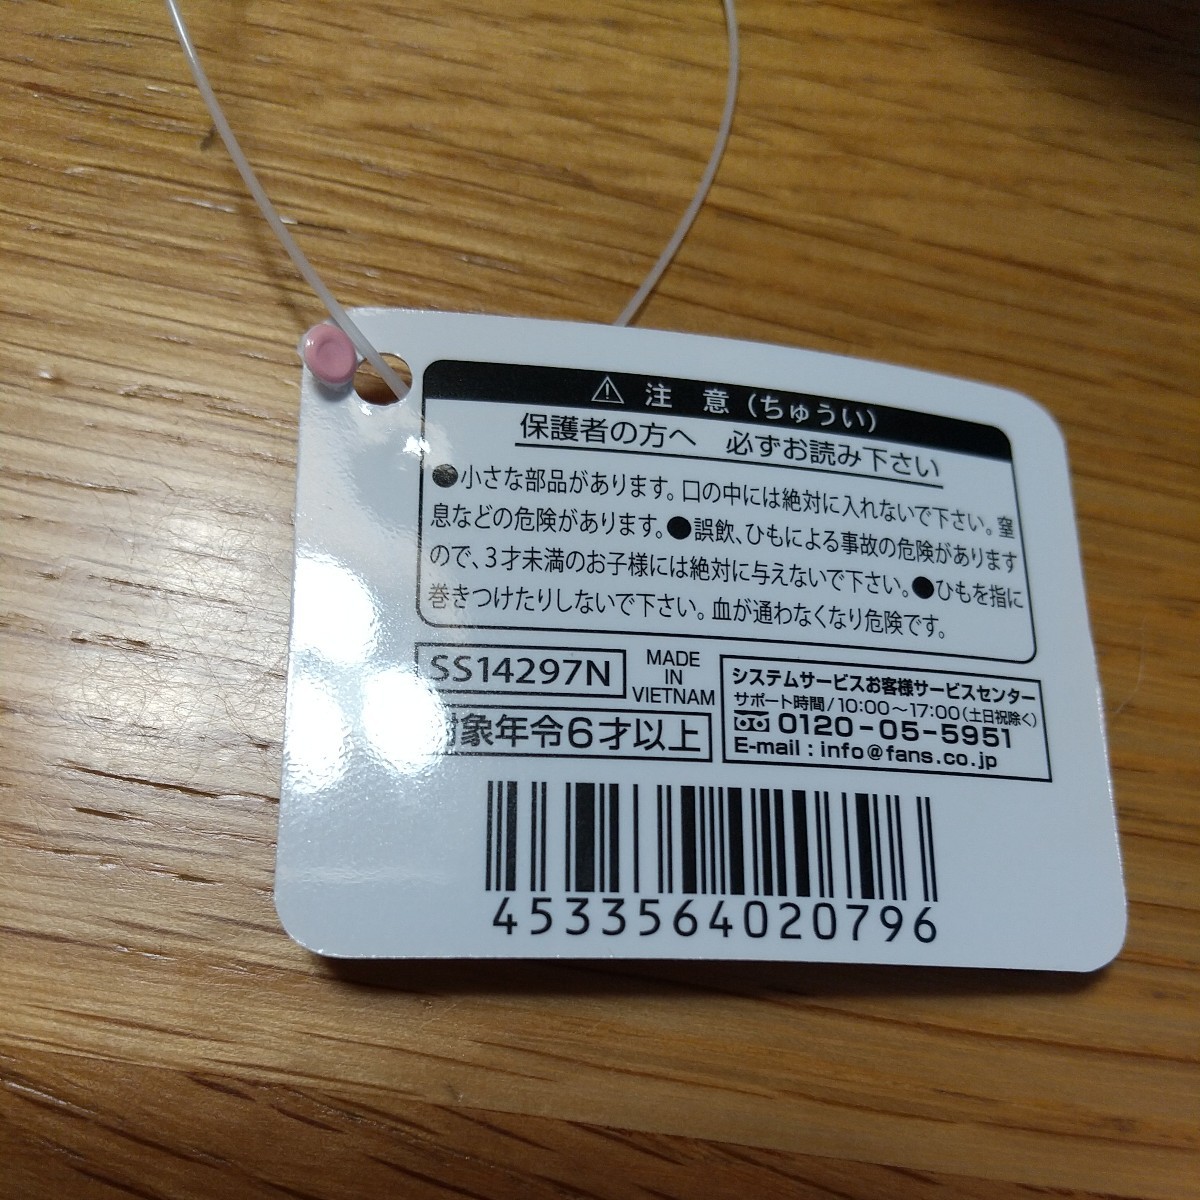 ⚠ 注 意 (ちゅうい)
保護者の方へ 必ずお読み下さい
●小さな部品があります。口の中には絶対に入れないで下さい。窒
息などの危険があります。●誤飲、ひもによる事故の危険があります
ので、3才未満のお子様には絶対に与えないで下さい。●ひもを指に
巻きつけたりしないで下さい。血が通わなくなり危険です。
SS14297N
MADE
IN
VIETNAM
対象年令6才以上
システムサービスお客様サービスセンター
サポート時間/10:00～17:00(土日祝除く)
0120-05-5951
E-mail : info@fans.co.jp
4533564020796